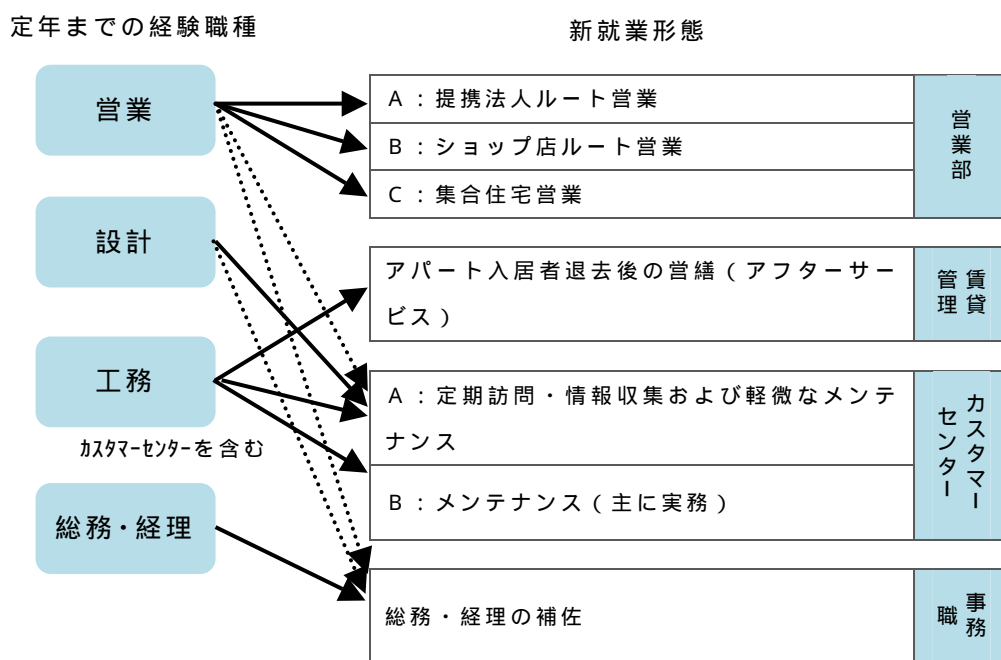 定年までの経験職種
新就業形態
営業
設計
工務
ｶｽﾀﾏｰｾﾝﾀｰを含む
総務・経理
A：提携法人ルート営業
B：ショップ店ルート営業
C：集合住宅営業
営業部
アパート入居者退去後の営繕（アフターサー
ビス）
賃貸
管理
A：定期訪問・情報収集および軽微なメンテ
ナンス
B：メンテナンス（主に実務）
カスタマー
センター
総務・経理の補佐
事務
職